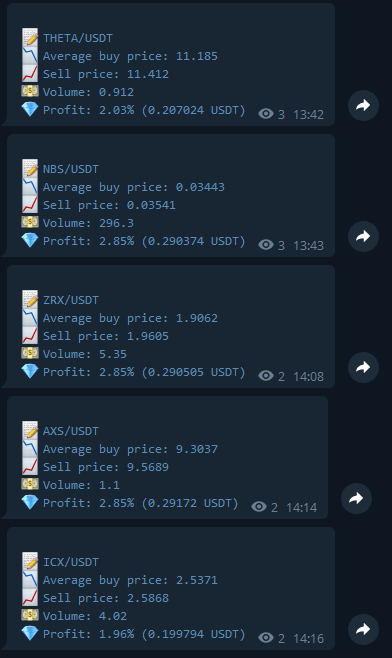 THETA/USDT
Average buy price: 11.185
Sell price: 11.412
Volume: 0.912
Profit: 2.03% (0.207024 USDT) 3 13:42
NBS/USDT
Average buy price: 0.03443
Sell price: 0.03541
Volume: 296.3
Profit: 2.85% (0.290374 USDT) 3 13:43
ZRX/USDT
Average buy price: 1.9062
Sell price: 1.9605
Volume: 5.35
Profit: 2.85% (0.290505 USDT) 2 14:08
AXS/USDT
Average buy price: 9.3037
Sell price: 9.5689
Volume: 1.1
Profit: 2.85% (0.29172 USDT) 2 14:14
ICX/USDT
Average buy price: 2.5371
Sell price: 2.5868
Volume: 4.02
Profit: 1.96% (0.199794 USDT) 2 14:16